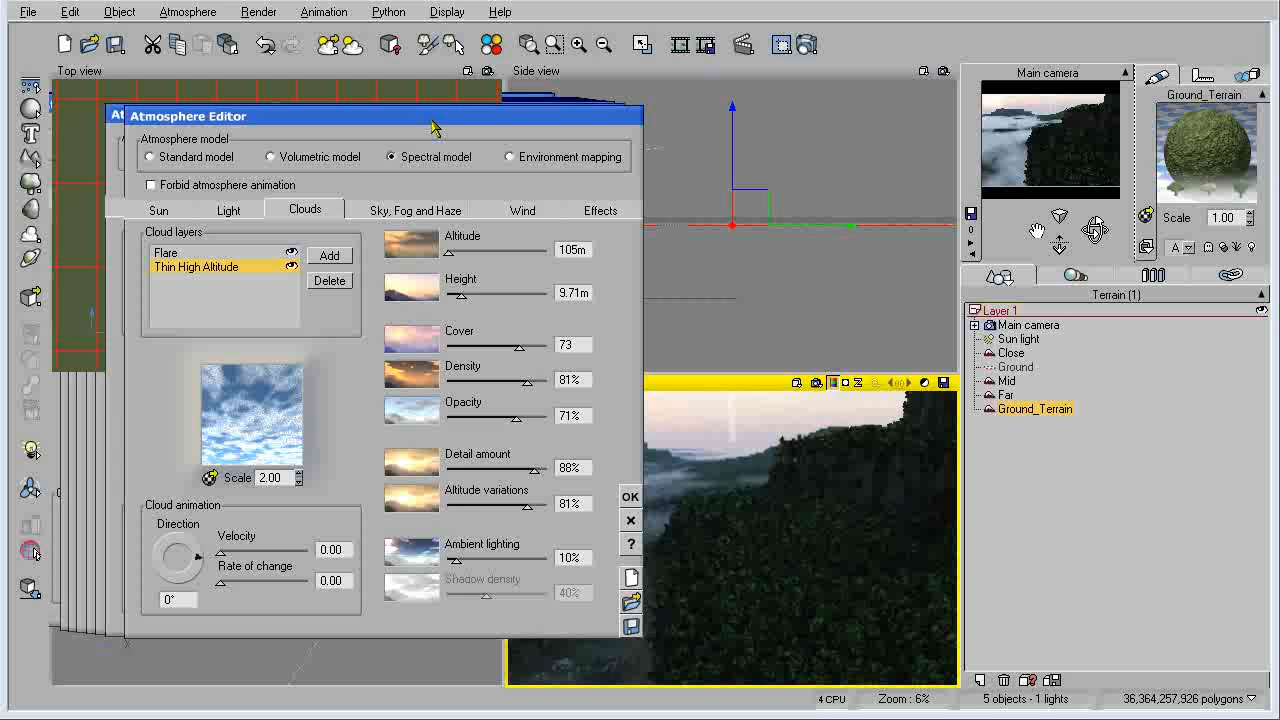 File Edit Object Atmosphere Render Animation Python Display Help
Top view
Side view
Main camera
Ground_Terrain
Scale 1.00
0
A
At Atmosphere Editor
Atmosphere model
Standard model Volumetric model Spectral model Environment mapping
Forbid atmosphere animation
Sun Light Clouds Sky, Fog and Haze Wind Effects
Cloud layers
Flare
Thin High Altitude
Add
Delete
Scale 2.00
Cloud animation
Direction
0°
Velocity
0.00
Rate of change
0.00
Altitude
105m
Height
9.71m
Cover
73
Density
81%
Opacity
71%
Detail amount
88%
Altitude variations
81%
Ambient lighting
10%
Shadow density
40%
OK
?
Terrain (1)
Layer 1
Main camera
Sun light
Close
Ground
Mid
Far
Ground_Terrain
4 CPU Zoom : 6% 5 objects - 1 lights 36,364,257,926 polygons